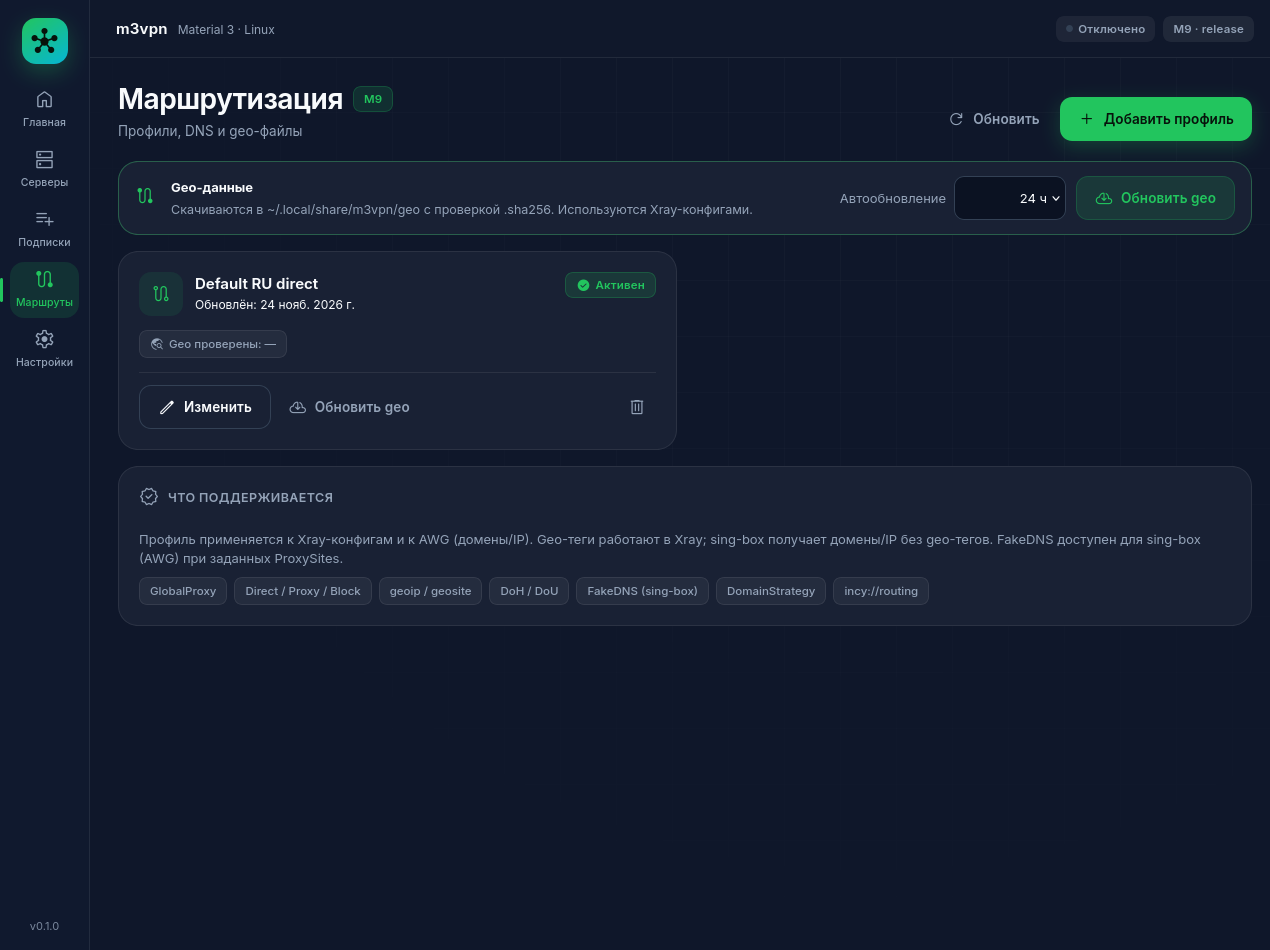 m3vpn Material 3 · Linux
Отключено
M9 · release
Главная
Серверы
Подписки
Маршруты
Настройки
v0.1.0
Маршрутизация M9
Профили, DNS и geo-файлы
Обновить
Добавить профиль
Geo-данные
Скачиваются в ~/.local/share/m3vpn/geo с проверкой .sha256. Используются Xray-конфигами.
Автообновление
24 ч
Обновить geo
Default RU direct
Обновлён: 24 нояб. 2026 г.
Активен
Geo проверены: —
Изменить
Обновить geo
ЧТО ПОДДЕРЖИВАЕТСЯ
Профиль применяется к Xray-конфигам и к AWG (домены/IP). Geo-теги работают в Xray; sing-box получает домены/IP без geo-тегов. FakeDNS доступен для sing-box
(AWG) при заданных ProxySites.
GlobalProxy
Direct / Proxy / Block
geoip / geosite
DoH / DoU
FakeDNS (sing-box)
DomainStrategy
incy://routing